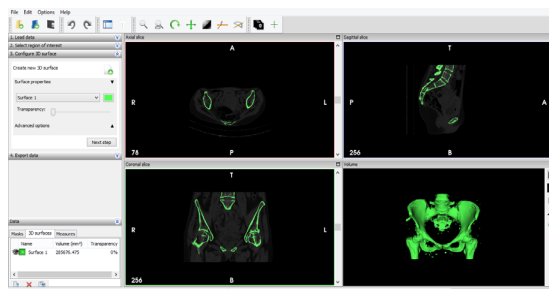 File Edit Options Help
1. Load data
2. Select region of interest
3. Configure 3D surface
Create new 3D surface
Surface properties
Surface 1
Transparency:
Advanced options
Next step
4. Export data
Data
Masks 3D surfaces Measures
Name Volume (mm³) Transparency
Surface 1 285676.475 0%
Axial slice
A
R L
78 P
Sagittal slice
T
P A
256 B
Coronal slice
T
R L
256 B
Volume